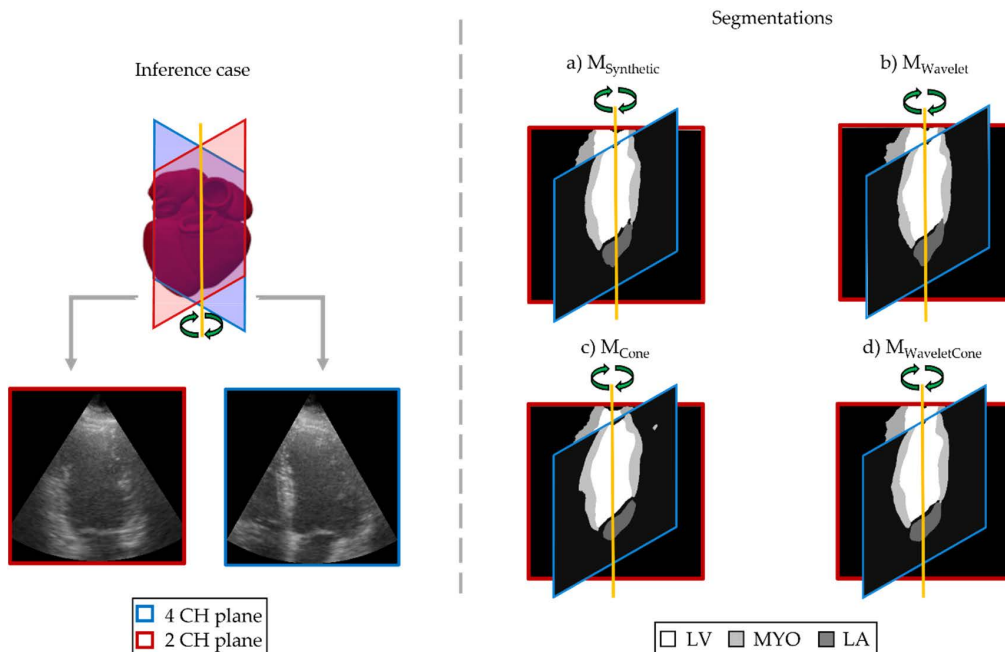 Segmentations
Inference case
a) MSynthetic
b) MWavelet
c) MCone
d) MWaveletCone
4 CH plane
2 CH plane
LV MYO LA